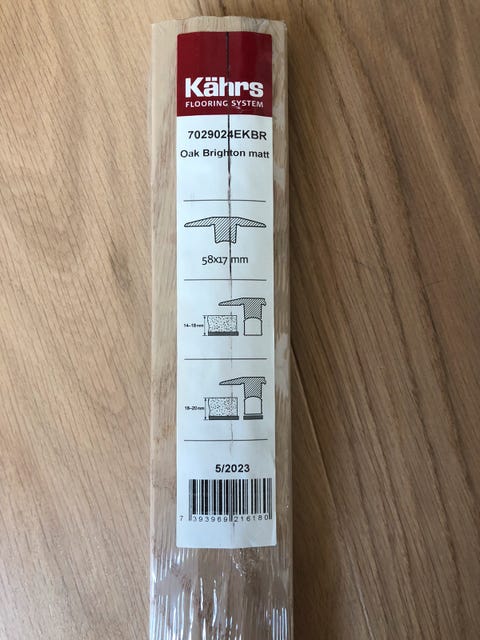 Kährs
FLOORING SYSTEM
7029024EKBR
Oak Brighton matt
58x17 mm
14–18mm
18–20mm
5/2023
7 393969 216180